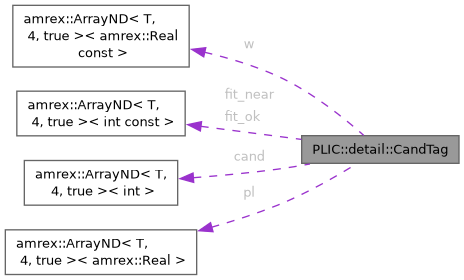 amrex::ArrayND< T,
4, true >< amrex::Real
const >
w
amrex::ArrayND< T,
4, true >< int const >
fit_near
fit_ok
PLIC::detail::CandTag
cand
amrex::ArrayND< T,
4, true >< int >
pl
amrex::ArrayND< T,
4, true >< amrex::Real >